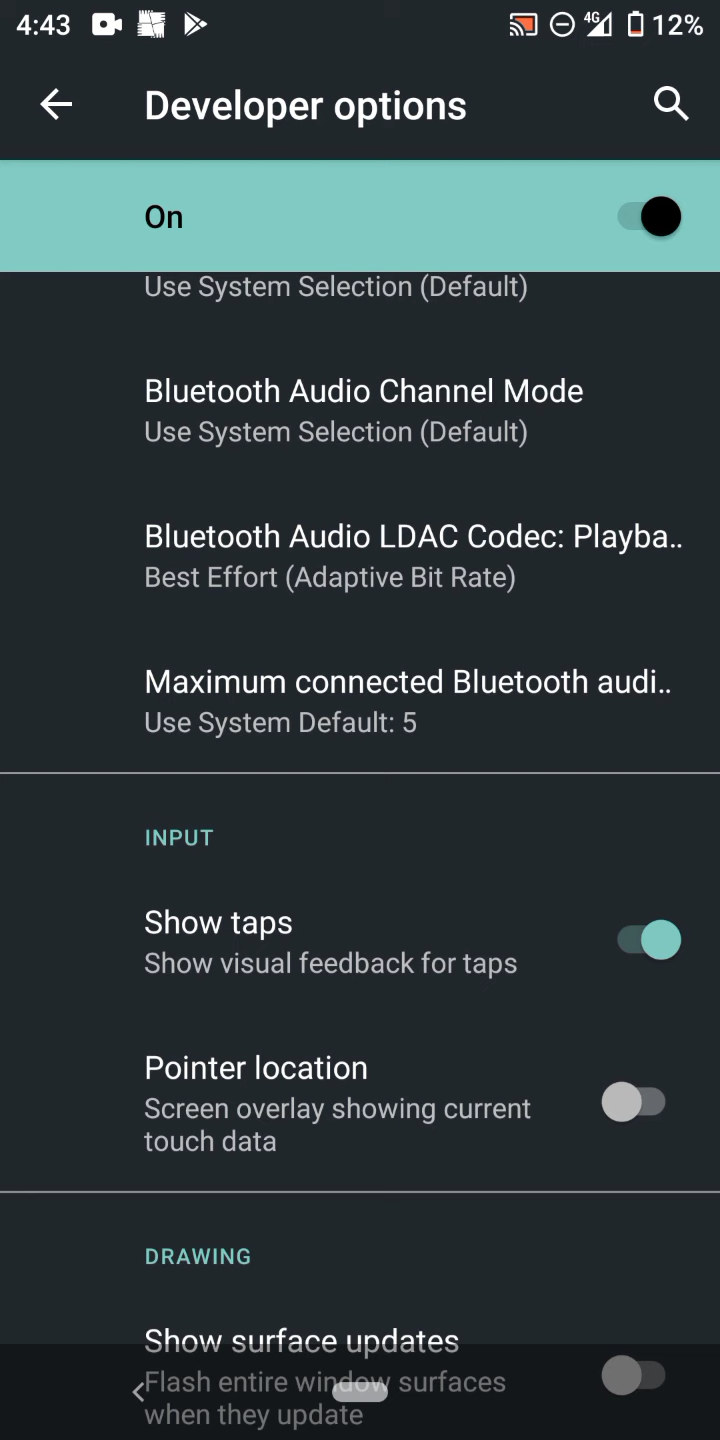 4:43
4G
12%
Developer options
On
Use System Selection (Default)
Bluetooth Audio Channel Mode
Use System Selection (Default)
Bluetooth Audio LDAC Codec: Playba..
Best Effort (Adaptive Bit Rate)
Maximum connected Bluetooth audi..
Use System Default: 5
INPUT
Show taps
Show visual feedback for taps
Pointer location
Screen overlay showing current
touch data
DRAWING
Show surface updates
Flash entire window surfaces
when they update